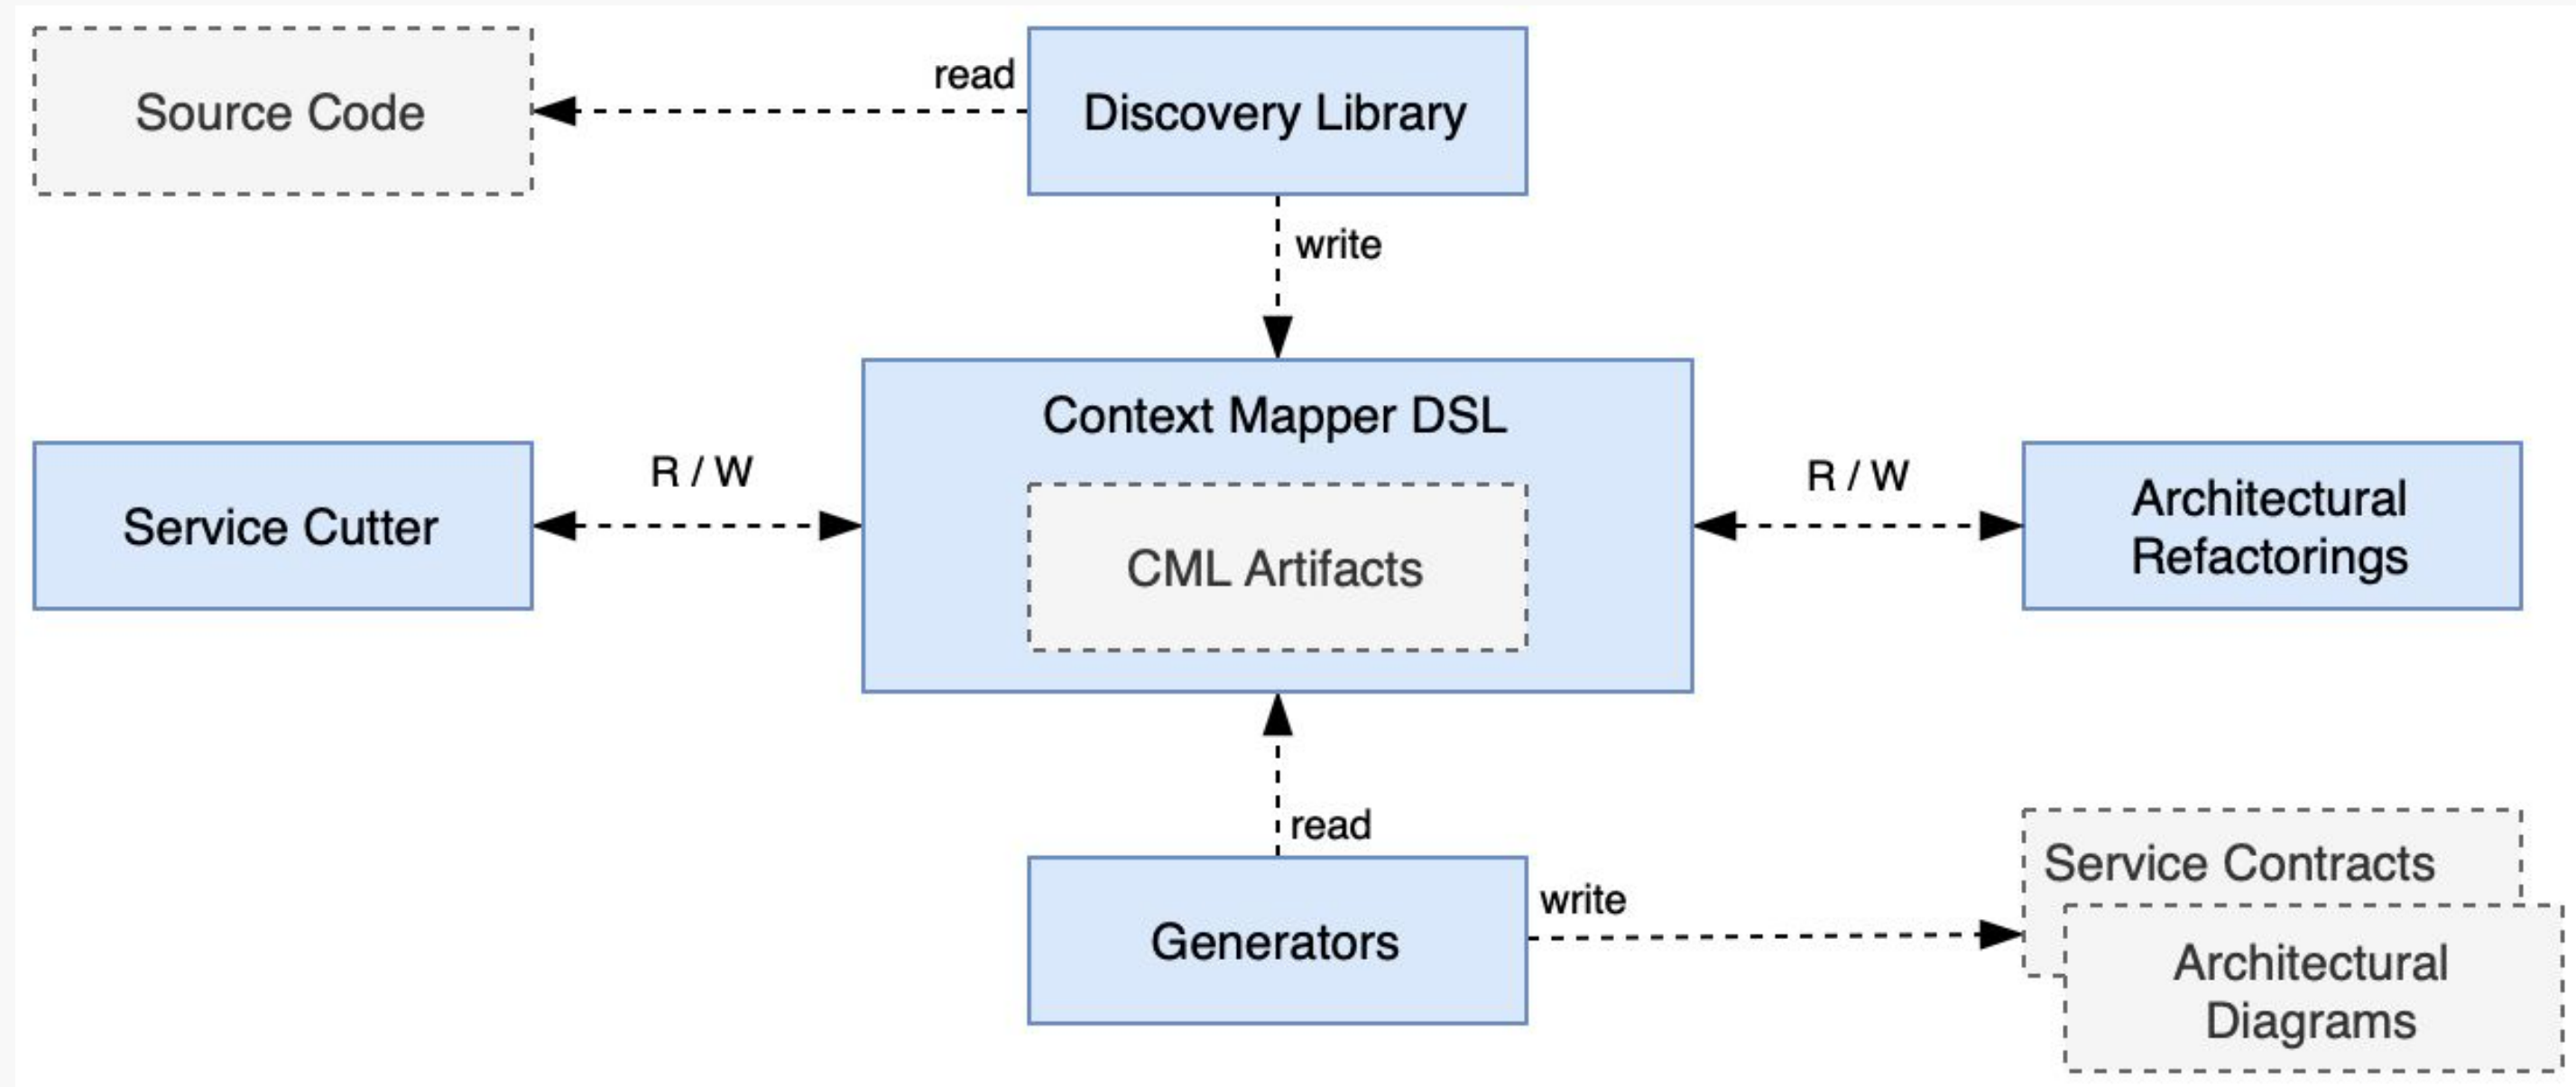 Source Code
read
Discovery Library
write
Context Mapper DSL
CML Artifacts
Service Cutter
R / W
R / W
Architectural
Refactorings
read
Generators
write
Service Contracts
Architectural
Diagrams